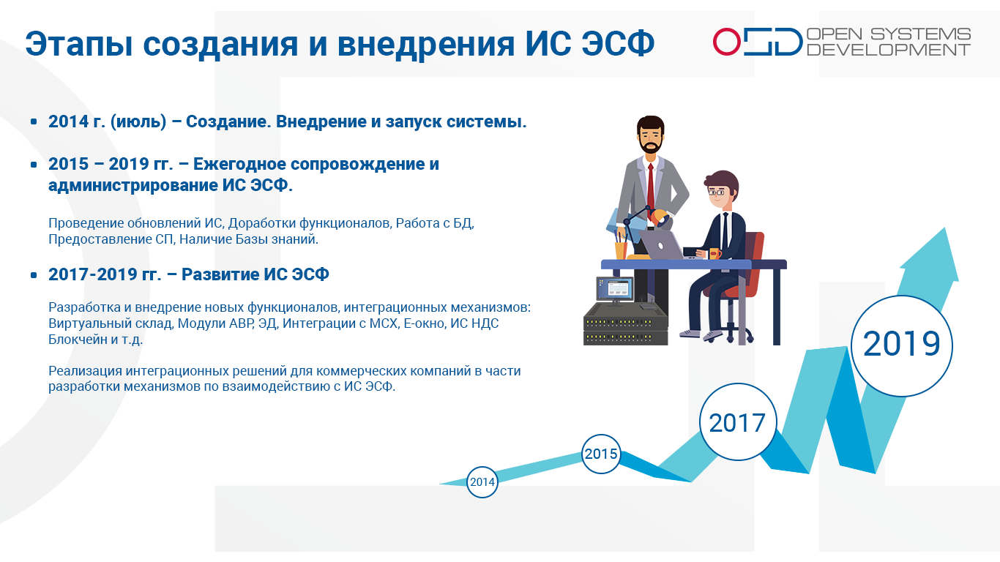 Этапы создания и внедрения ИС ЭСФ
OPEN SYSTEMS
DEVELOPMENT
2014 г. (июль) – Создание. Внедрение и запуск системы.
2015 – 2019 гг. – Ежегодное сопровождение и
администрирование ИС ЭСФ.
Проведение обновлений ИС, Доработки функционалов, Работа с БД,
Предоставление СП, Наличие Базы знаний.
2017-2019 гг. – Развитие ИС ЭСФ
Разработка и внедрение новых функционалов, интеграционных механизмов:
Виртуальный склад, Модули АВР, ЭД, Интеграции с МСХ, Е-окно, ИС НДС
Блокчейн и т.д.
Реализация интеграционных решений для коммерческих компаний в части
разработки механизмов по взаимодействию с ИС ЭСФ.
2014
2015
2017
2019